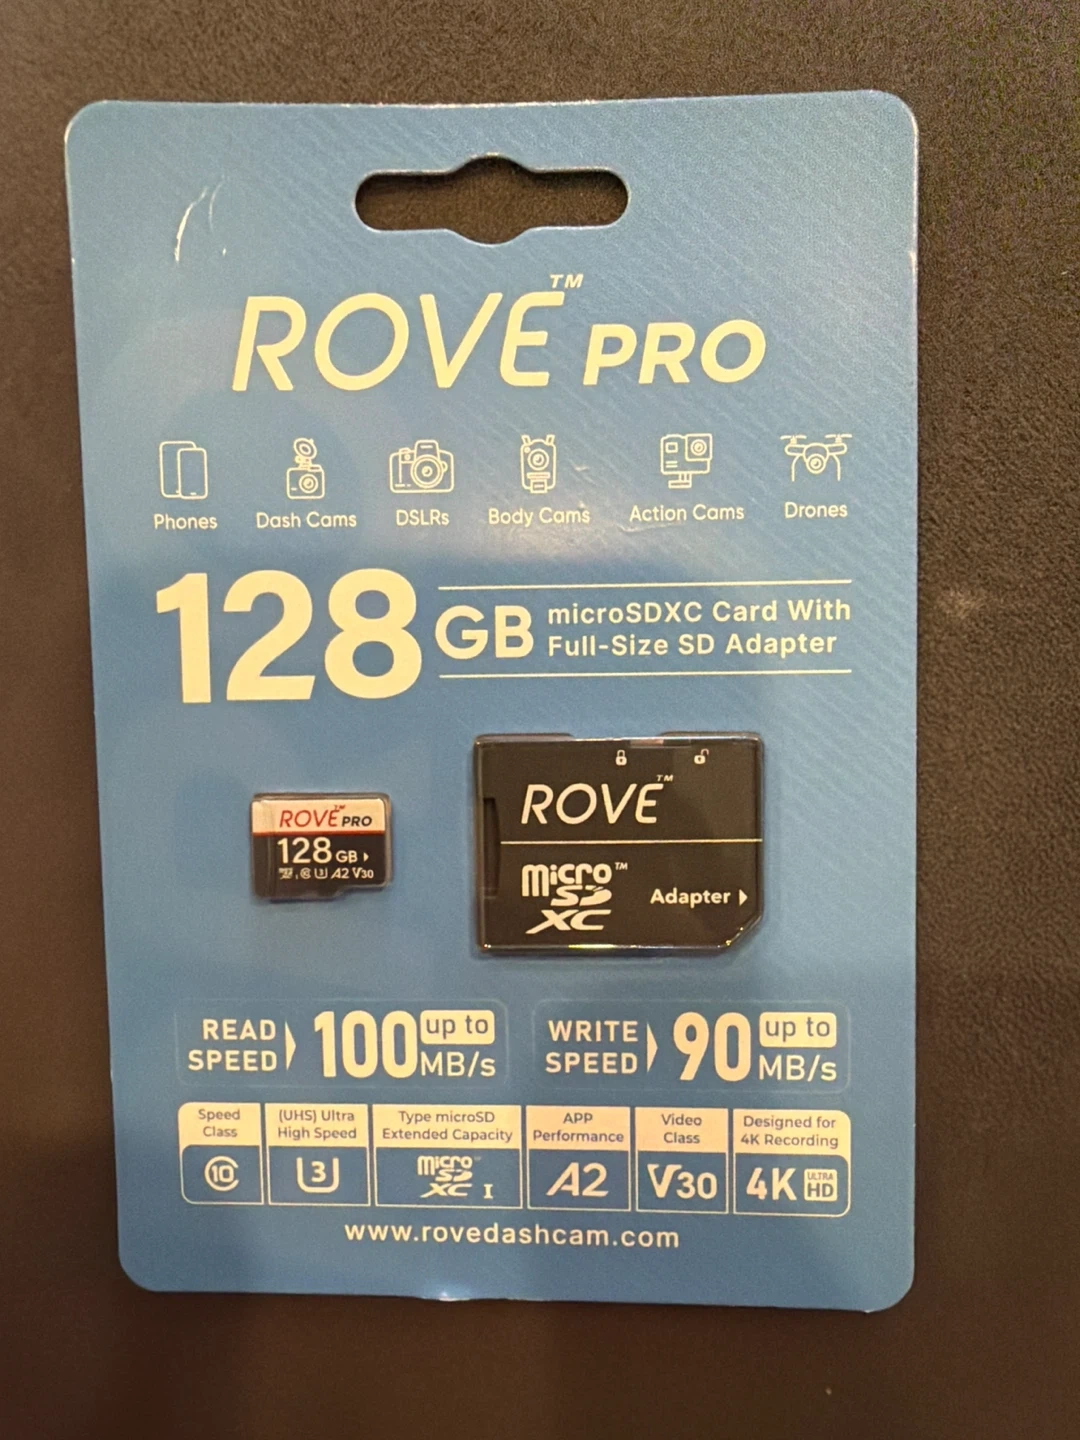 ROVE™ PRO
Phones
Dash Cams
DSLRs
Body Cams
Action Cams
Drones
128 GB
microSDXC Card With
Full-Size SD Adapter
ROVE™ PRO
128 GB
3 A2 V30
ROVE™
micro™
SD
XC
Adapter
READ
SPEED
100
up to
MB/s
WRITE
SPEED
90
up to
MB/s
Speed
Class
10
(UHS) Ultra
High Speed
3
Type microSD
Extended Capacity
micro
SD
XC I
APP
Performance
A2
Video
Class
V30
Designed for
4K Recording
4K ULTRA
HD
www.rovedashcam.com